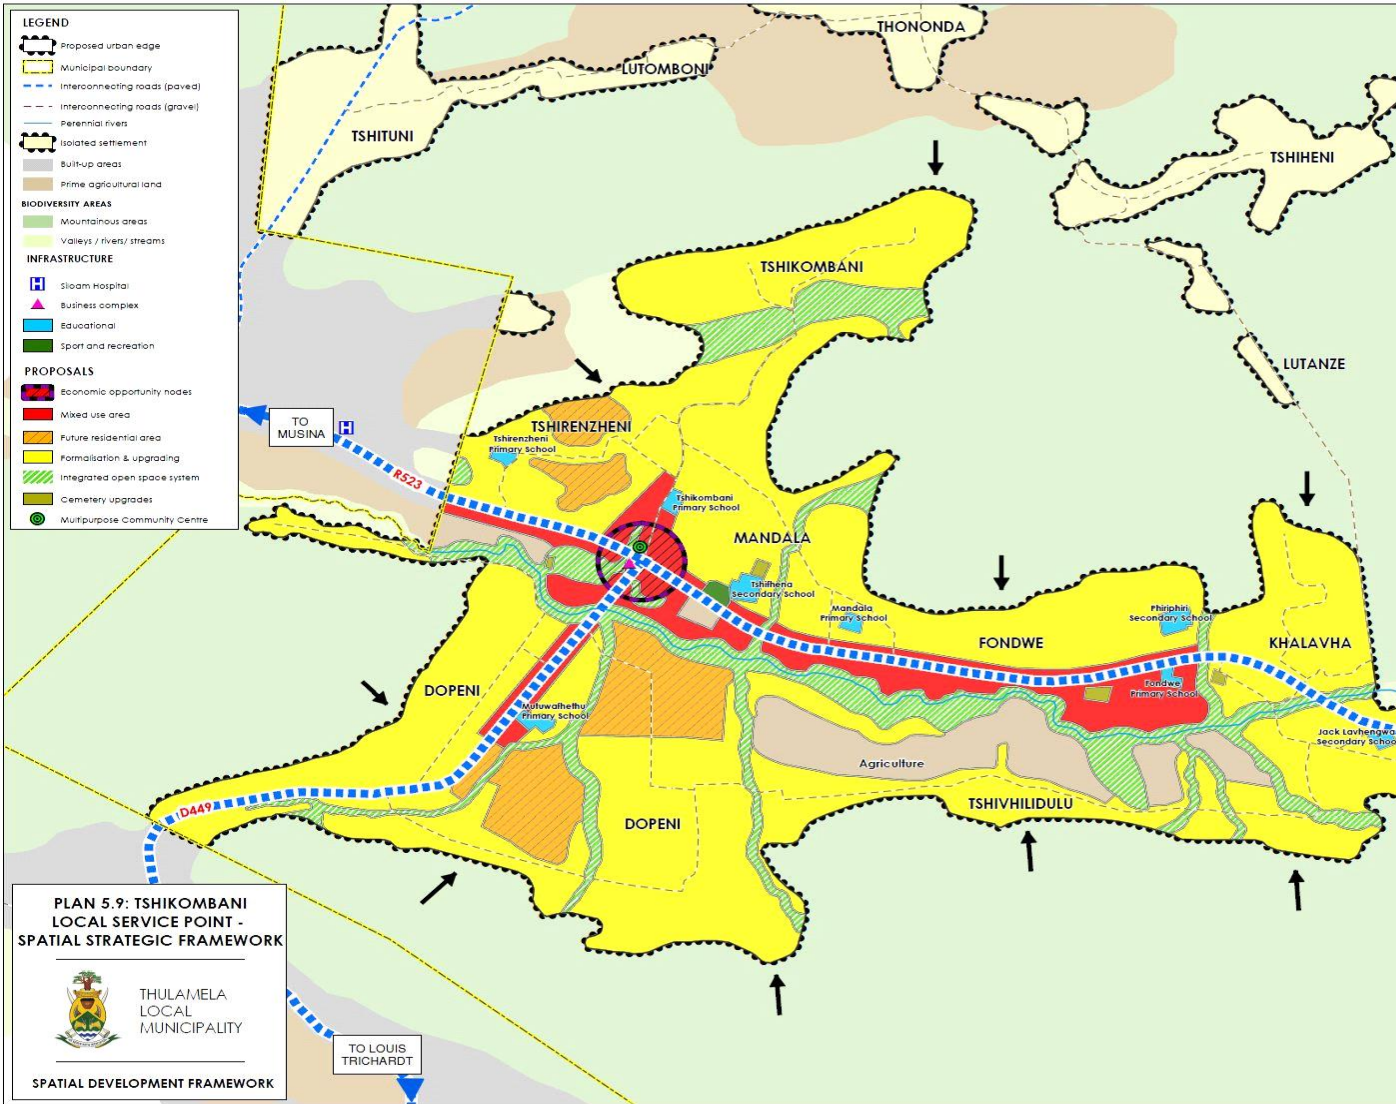 LEGEND
Proposed urban edge
Municipal boundary
Interconnecting roads (paved)
Interconnecting roads (gravel)
Perennial rivers
Isolated settlement
Built-up areas
Prime agricultural land
BIODIVERSITY AREAS
Mountainous areas
Valleys / rivers/ streams
INFRASTRUCTURE
H
Siloam Hospital
Business complex
Educational
Sport and recreation
PROPOSALS
Economic opportunity nodes
Mixed use area
Future residential area
Formalisation & upgrading
Integrated open space system
Cemetery upgrades
Multipurpose Community Centre
THONONDA
LUTOMBONI
TSHITUNI
TSHIHENI
TSHIKOMBANI
LUTANZE
TO
MUSINA
H
R523
TSHIRENZHENI
Tshirenzheni
Primary School
Tshikombani
Primary School
MANDALA
Tshifhena
Secondary School
Mandala
Primary School
Phiriphiri
Secondary School
FONDWE
KHALAVHA
Fondwe
Primary School
Jack Lavhengwa
Secondary Schoo
DOPENI
Mutuwafhethu
Primary School
Agriculture
TSHIVHILIDULU
D449
DOPENI
PLAN 5.9: TSHIKOMBANI
LOCAL SERVICE POINT -
SPATIAL STRATEGIC FRAMEWORK
THULAMELA
LOCAL
MUNICIPALITY
SPATIAL DEVELOPMENT FRAMEWORK
TO LOUIS
TRICHARDT